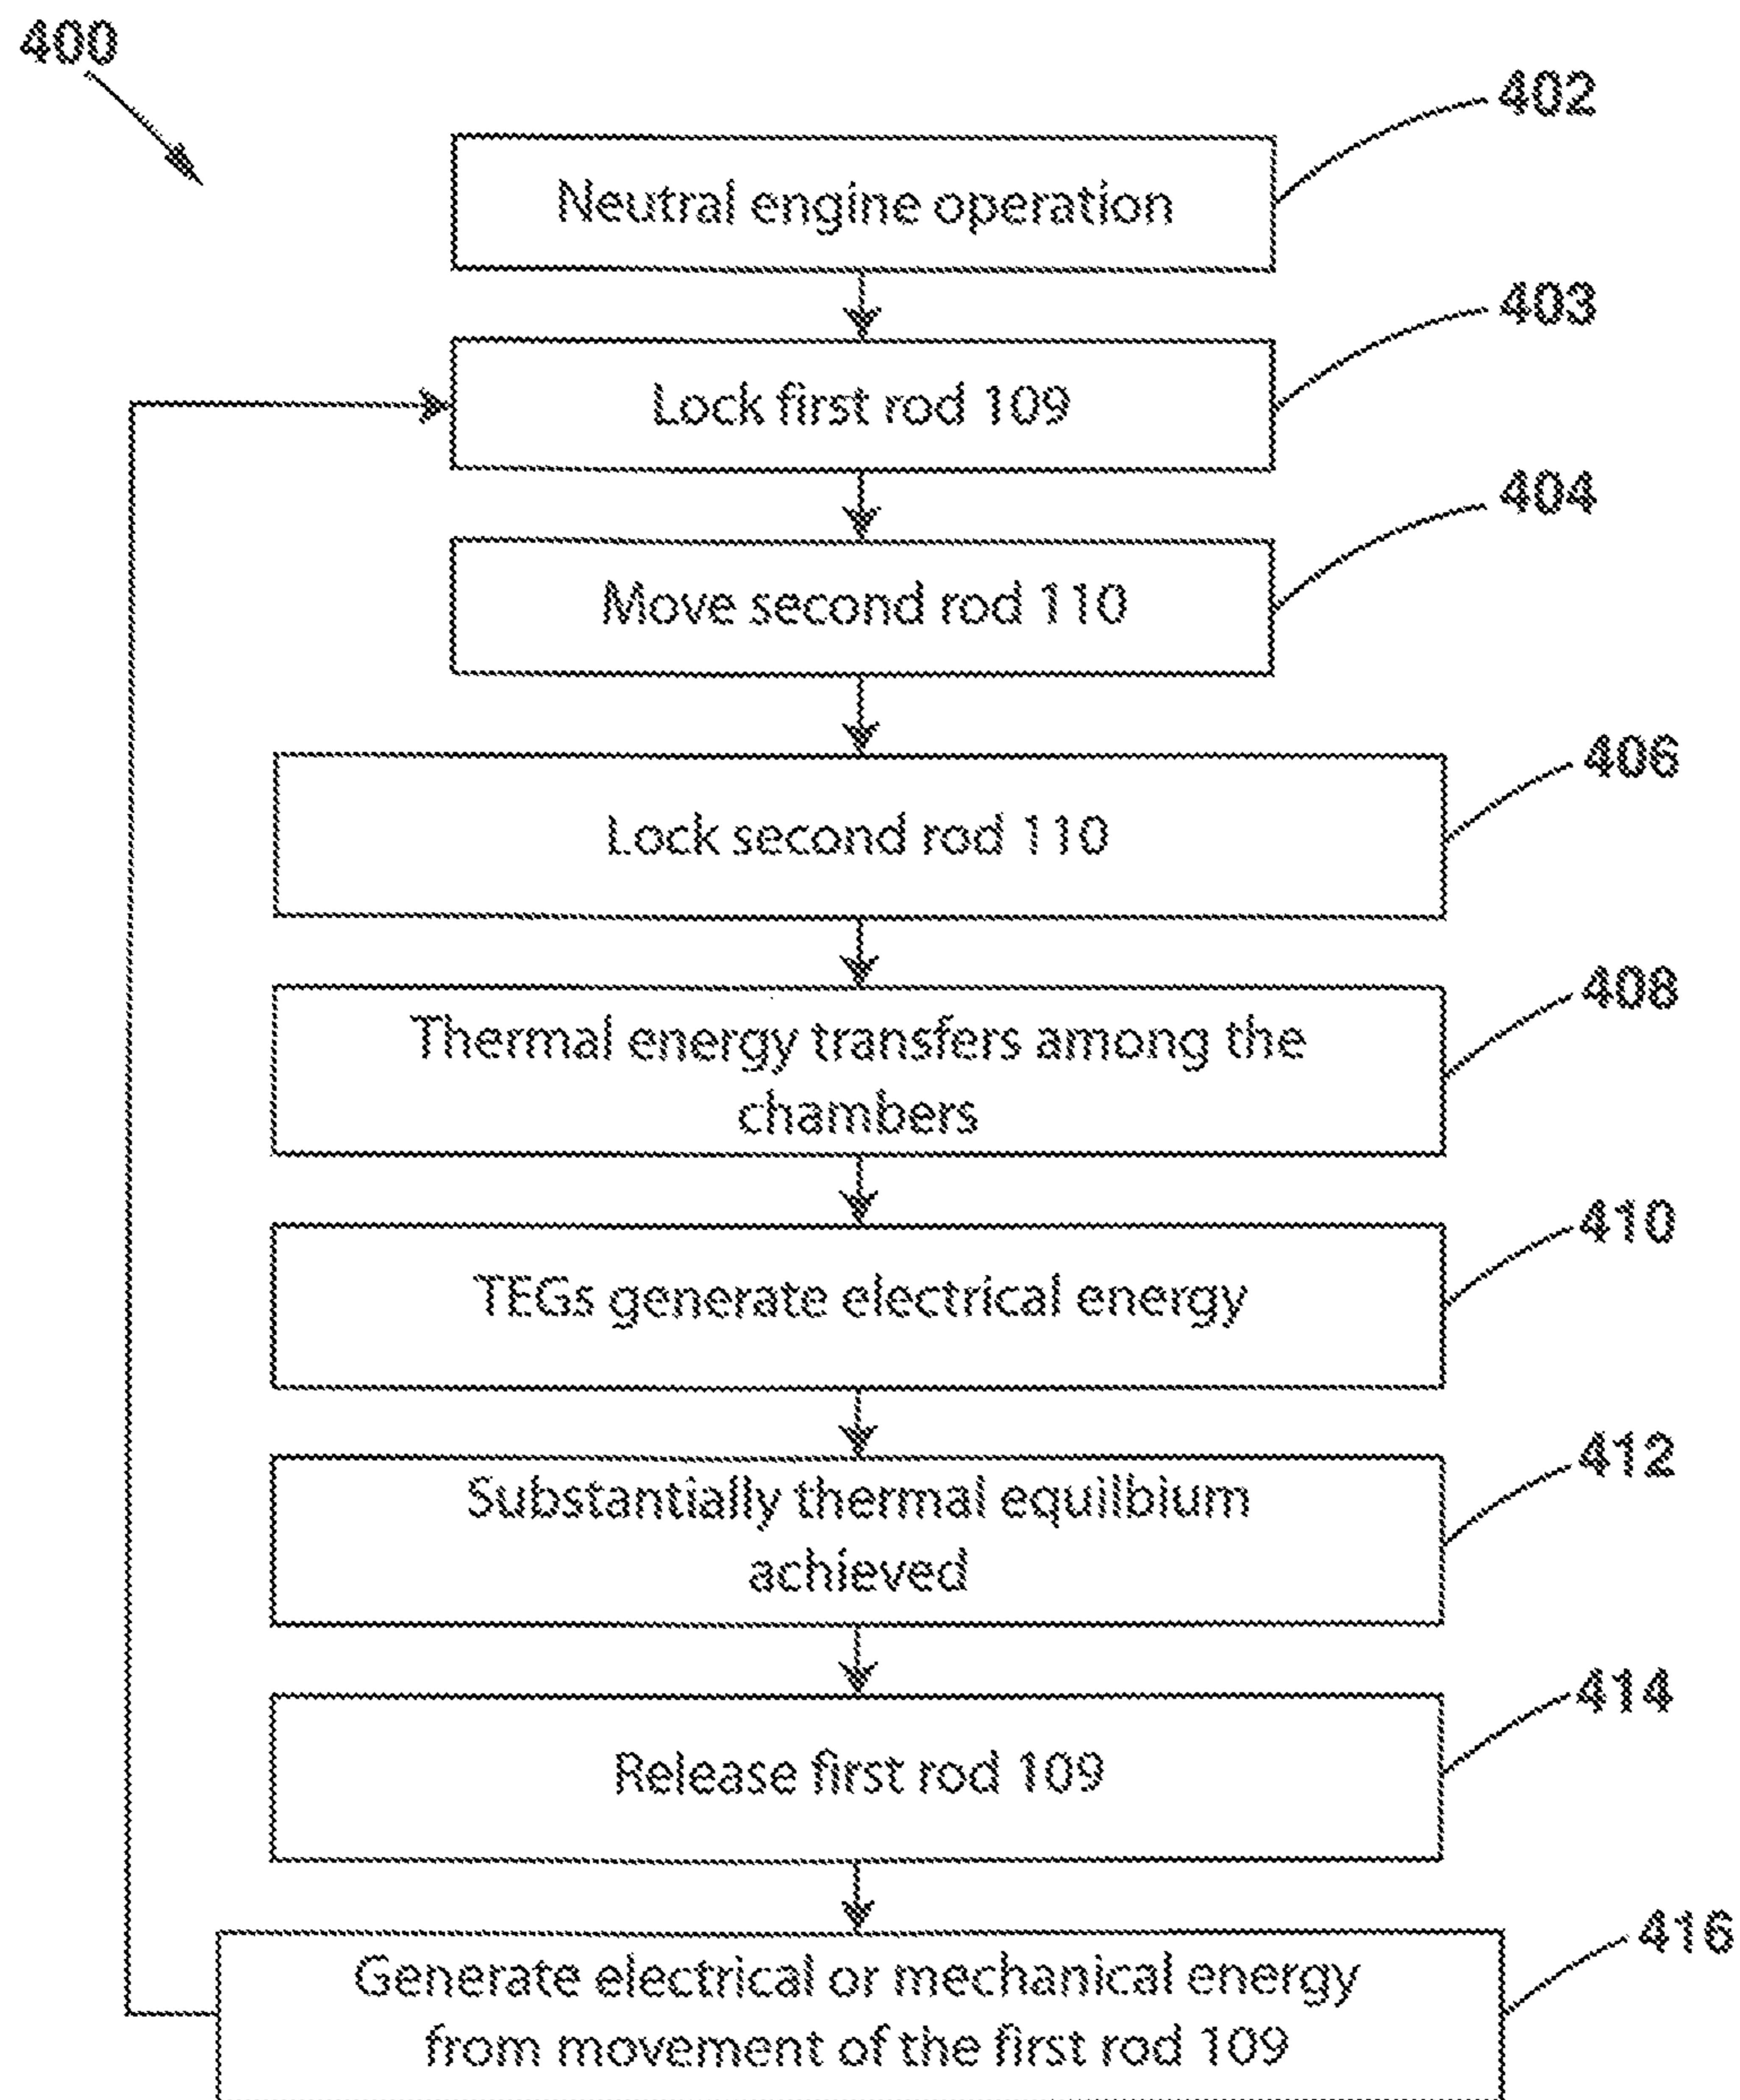 400
402
Neutral engine operation
403
Lock first rod 109
404
Move second rod 110
406
Lock second rod 110
408
Thermal energy transfers among the
chambers
410
TEGs generate electrical energy
412
Substantially thermal equilbium
achieved
414
Release first rod 109
416
Generate electrical or mechanical energy
from movement of the first rod 109